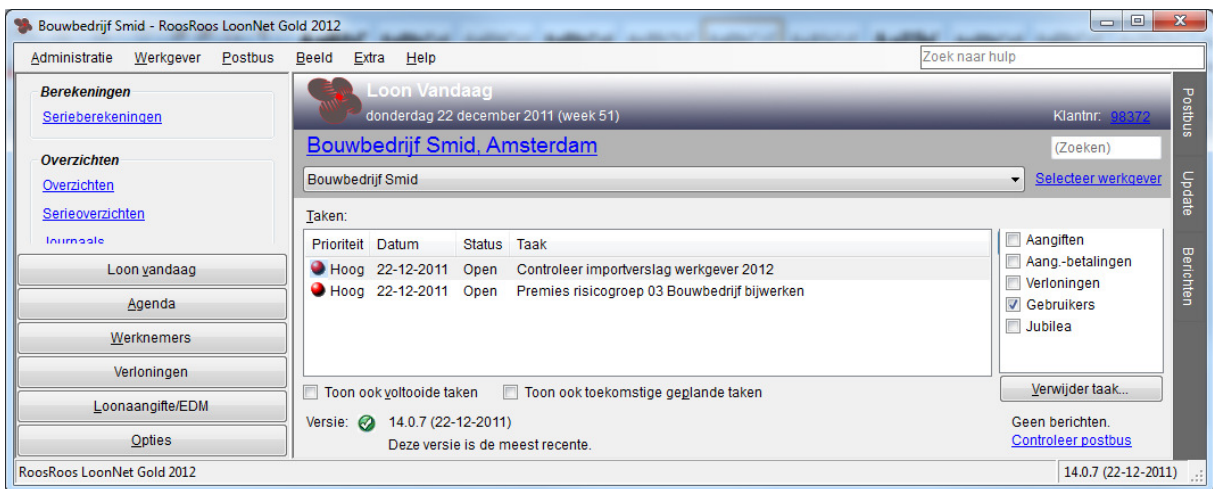 Bouwbedrijf Smid - RoosRoos LoonNet Gold 2012
Administratie Werkgever Postbus Beeld Extra Help
Zoek naar hulp
Berekeningen
Serieberekeningen
Overzichten
Overzichten
Serieoverzichten
Journaals
Loon vandaag
Agenda
Werknemers
Verloningen
Loonaangifte/EDM
Opties
Loon Vandaag
donderdag 22 december 2011 (week 51)
Klantnr: 98372
Bouwbedrijf Smid, Amsterdam
(Zoeken)
Bouwbedrijf Smid
Selecteer werkgever
Taken:
Prioriteit Datum Status Taak
Hoog 22-12-2011 Open Controleer importverslag werkgever 2012
Hoog 22-12-2011 Open Premies risicogroep 03 Bouwbedrijf bijwerken
Aangiften
Aang.-betalingen
Verloningen
Gebruikers
Jubilea
Toon ook voltooide taken Toon ook toekomstige geplande taken
Verwijder taak...
Versie: 14.0.7 (22-12-2011)
Deze versie is de meest recente.
Geen berichten.
Controleer postbus
Postbus
Update
Berichten
RoosRoos LoonNet Gold 2012
14.0.7 (22-12-2011)